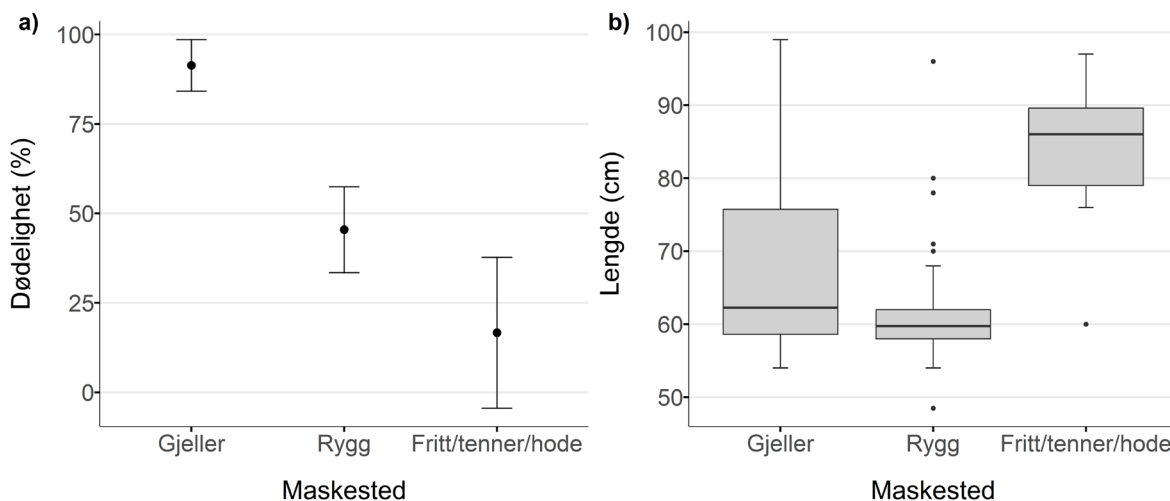 a)
Dødelighet (%)
100
75
50
25
0
Gjeller Rygg Fritt/tenner/hode
Maskested
b)
Lengde (cm)
100
90
80
70
60
50
Gjeller Rygg Fritt/tenner/hode
Maskested